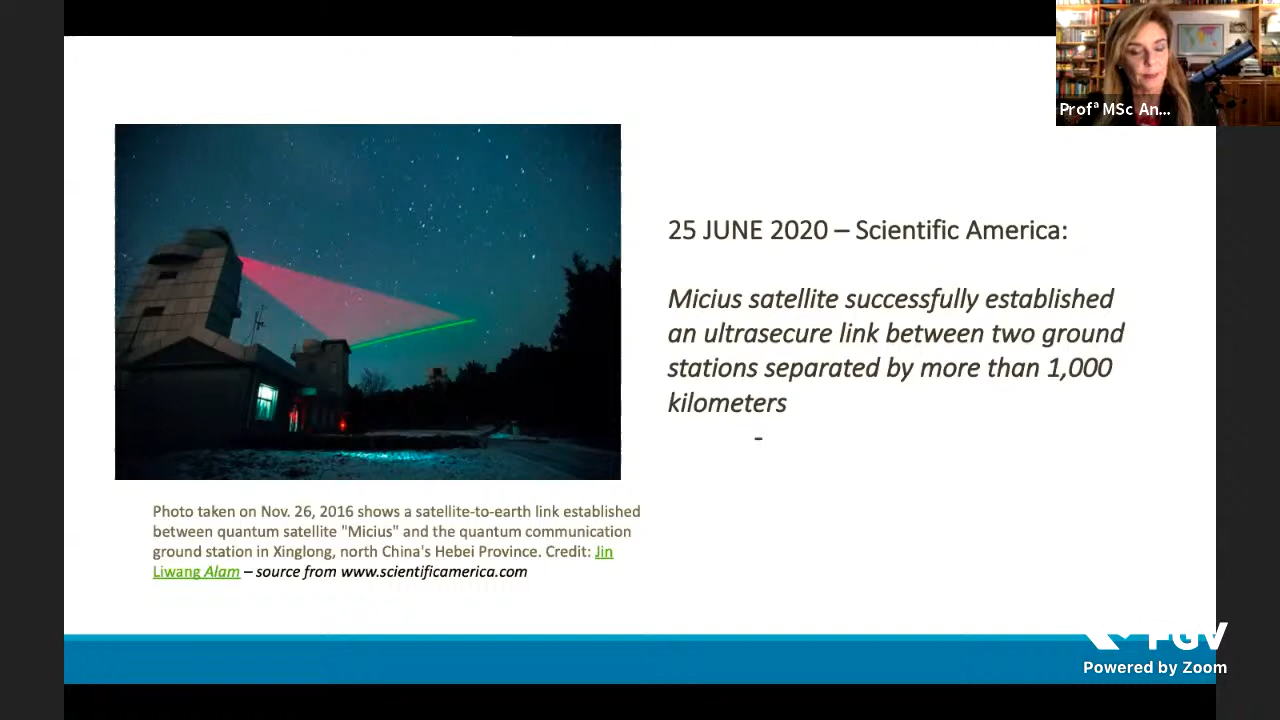 Profª MSc An...
25 JUNE 2020 – Scientific America:
Micius satellite successfully established
an ultrasecure link between two ground
stations separated by more than 1,000
kilometers
-
Photo taken on Nov. 26, 2016 shows a satellite-to-earth link established
between quantum satellite "Micius" and the quantum communication
ground station in Xinglong, north China's Hebei Province. Credit: Jin
Liwang Alam – source from www.scientificamerica.com
FGV
Powered by Zoom